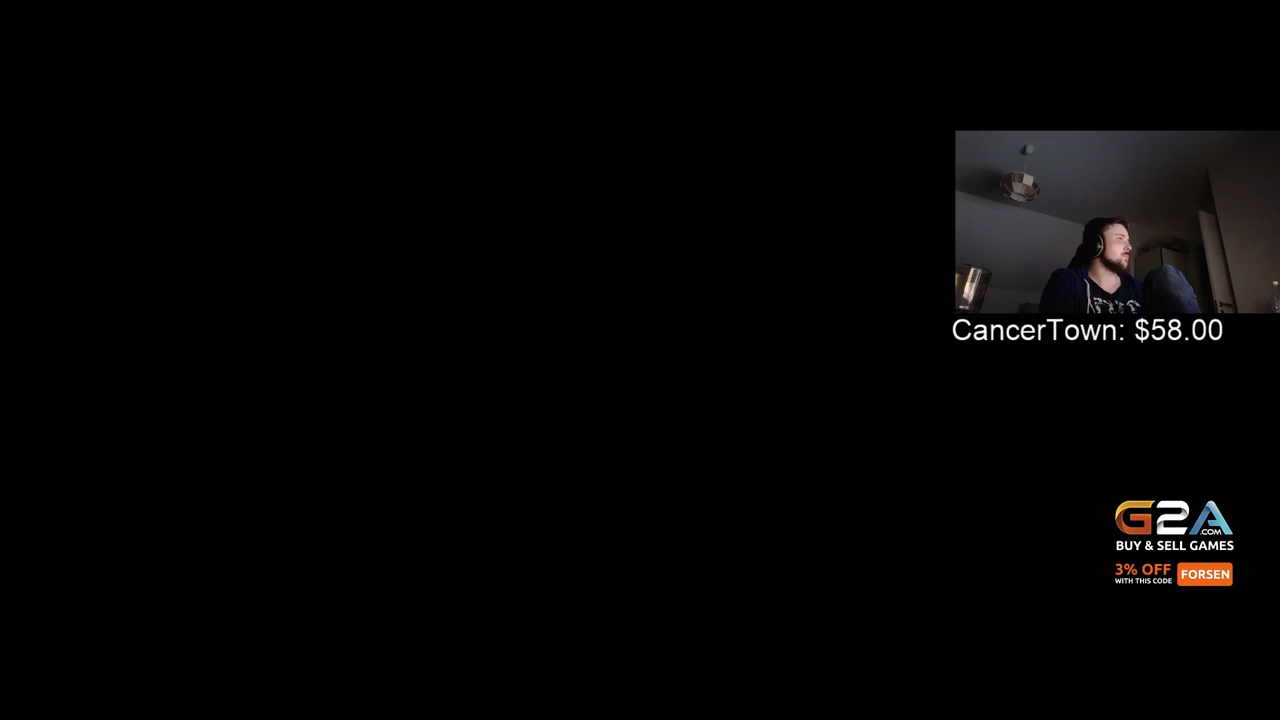 CancerTown: $58.00
G2A
.COM
BUY & SELL GAMES
3% OFF
WITH THIS CODE
FORSEN